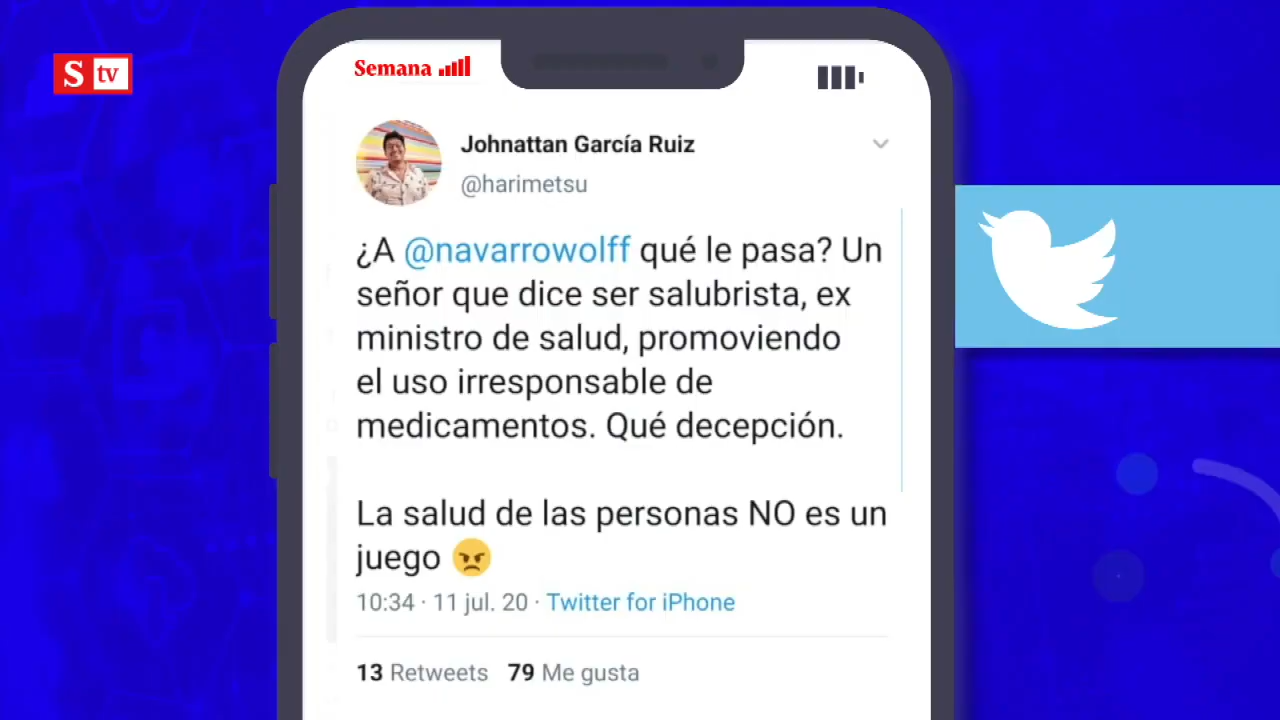 S tv
Semana
Johnattan García Ruiz
@harimetsu
¿A @navarrowolff qué le pasa? Un
señor que dice ser salubrista, ex
ministro de salud, promoviendo
el uso irresponsable de
medicamentos. Qué decepción.
La salud de las personas NO es un
juego 😠
10:34 · 11 jul. 20 · Twitter for iPhone
13 Retweets 79 Me gusta